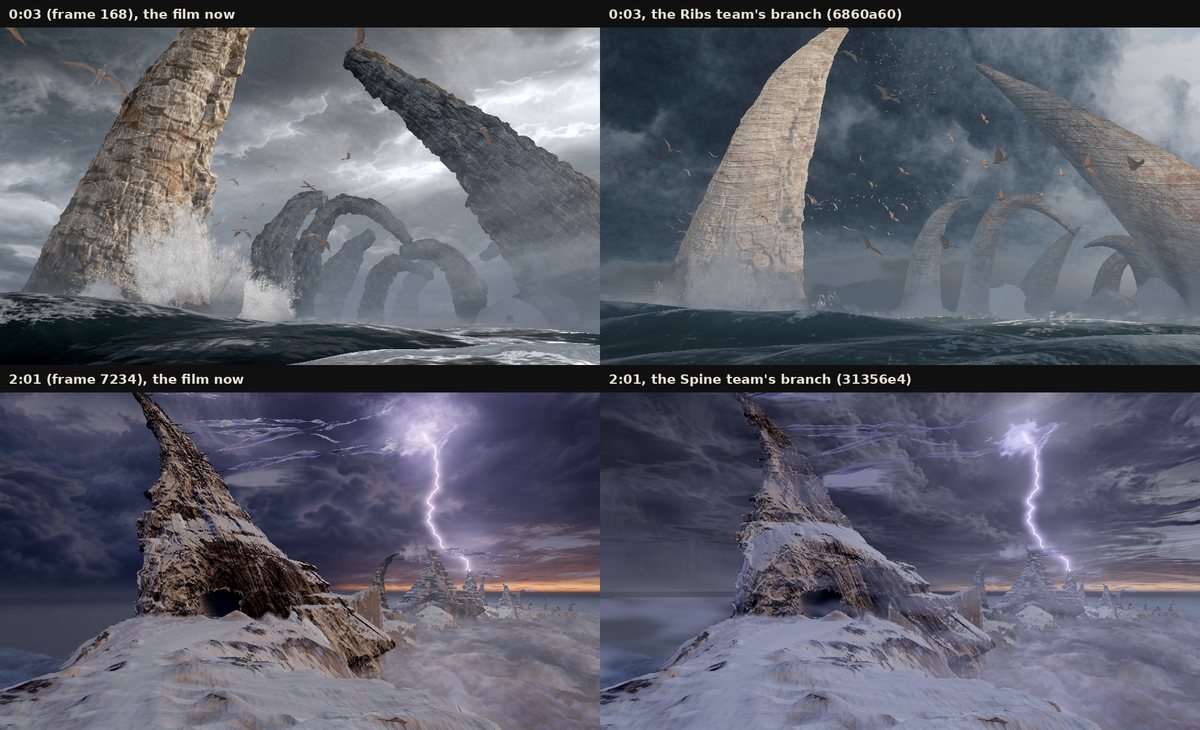 0:03 (frame 168), the film now
0:03, the Ribs team's branch (6860a60)
2:01 (frame 7234), the film now
2:01, the Spine team's branch (31356e4)